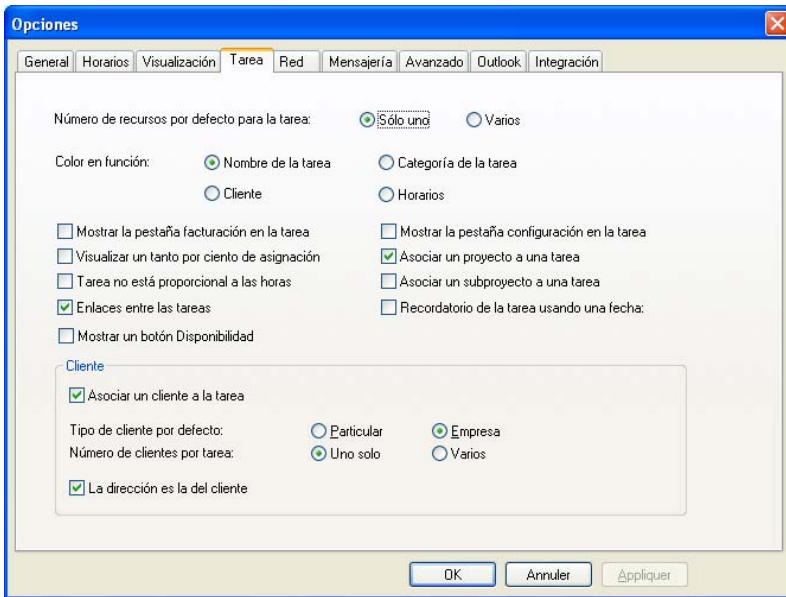 Opciones
General Horarios Visualización Tarea Red Mensajería Avanzado Outlook Integración
Número de recursos por defecto para la tarea: Sólo uno Varios
Color en función: Nombre de la tarea Categoría de la tarea
Cliente Horarios
Mostrar la pestaña facturación en la tarea Mostrar la pestaña configuración en la tarea
Visualizar un tanto por ciento de asignación Asociar un proyecto a una tarea
Tarea no está proporcional a las horas Asociar un subproyecto a una tarea
Enlaces entre las tareas Recordatorio de la tarea usando una fecha:
Mostrar un botón Disponibilidad
Cliente
Asociar un cliente a la tarea
Tipo de cliente por defecto: Particular Empresa
Número de clientes por tarea: Uno solo Varios
La dirección es la del cliente
OK Annuler Appliquer